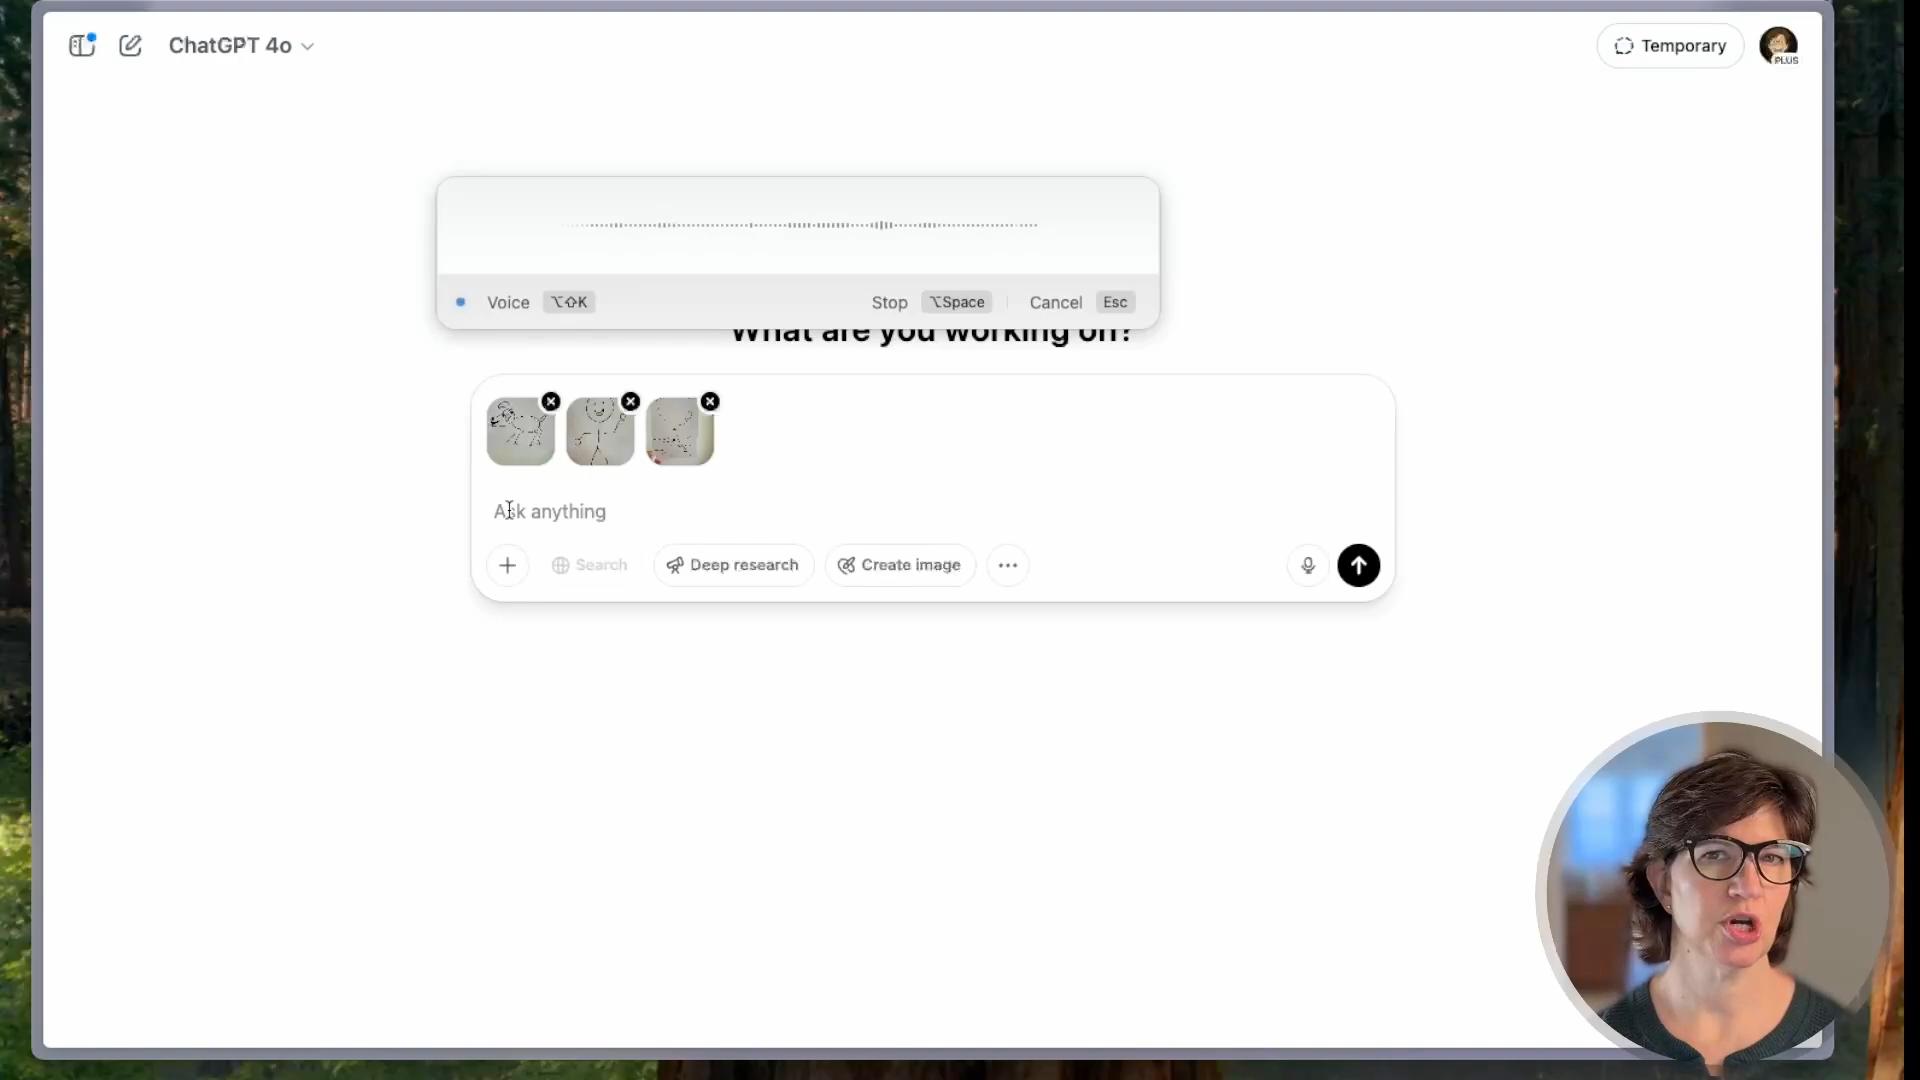 ChatGPT 4o
Temporary
PLUS
Voice ⌥⇧K
Stop ⌥Space
Cancel Esc
What are you working on?
Ask anything
Search
Deep research
Create image